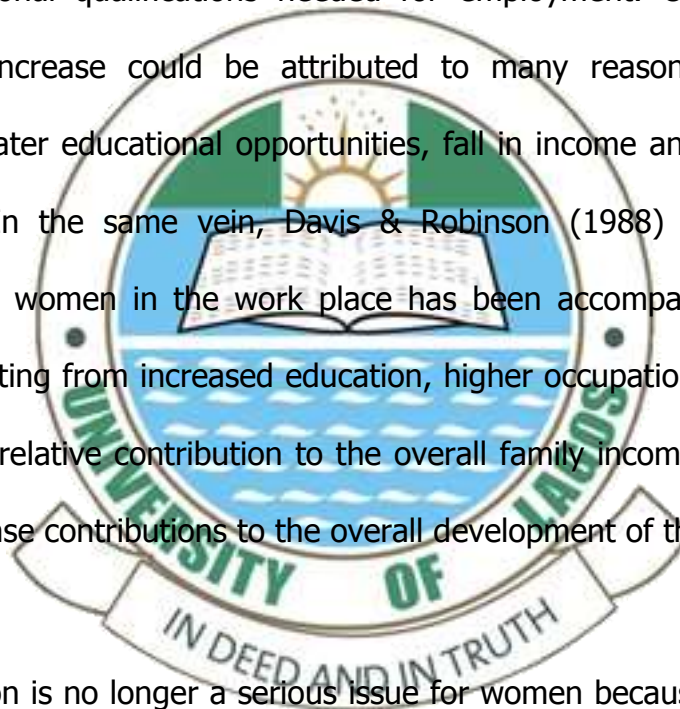 onal qualifications needed for employment.
ncrease could be attributed to many reason
ater educational opportunities, fall in income an
n the same vein, Davis & Robinson (1988)
women in the work place has been accompa
ting from increased education, higher occupatio
relative contribution to the overall family incom
nse contributions to the overall development of th
UNIVERSITY OF LAGOS
IN DEED AND IN TRUTH
on is no longer a serious issue for women becaus